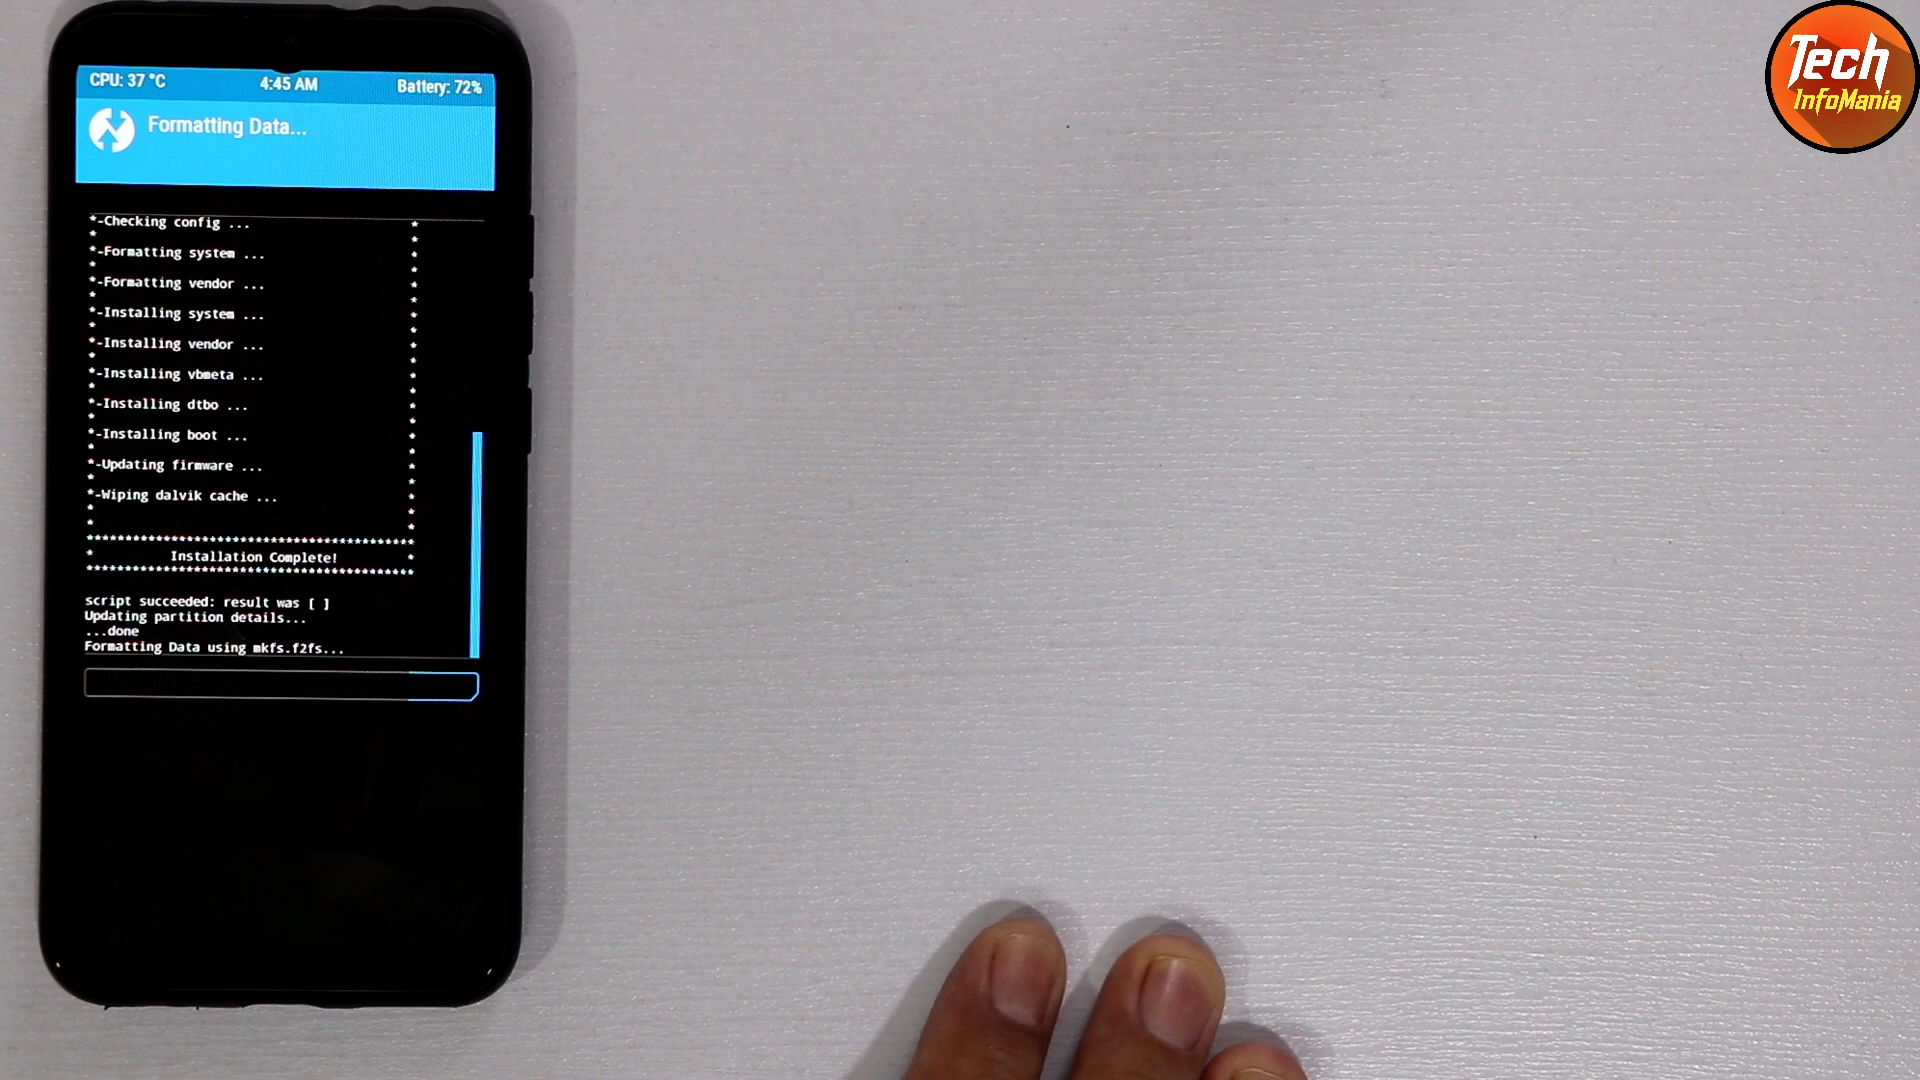 CPU: 37 °C 4:45 AM Battery: 72%
Formatting Data...
*-Checking config ... *
* *
*-Formatting system ... *
* *
*-Formatting vendor ... *
* *
*-Installing system ... *
* *
*-Installing vendor ... *
* *
*-Installing vbmeta ... *
* *
*-Installing dtbo ... *
* *
*-Installing boot ... *
* *
*-Updating firmware ... *
* *
*-Wiping dalvik cache ... *
* *
* *
********************************************
* Installation Complete! *
********************************************
script succeeded: result was [ ]
Updating partition details...
...done
Formatting Data using mkfs.f2fs...
Tech
InfoMania